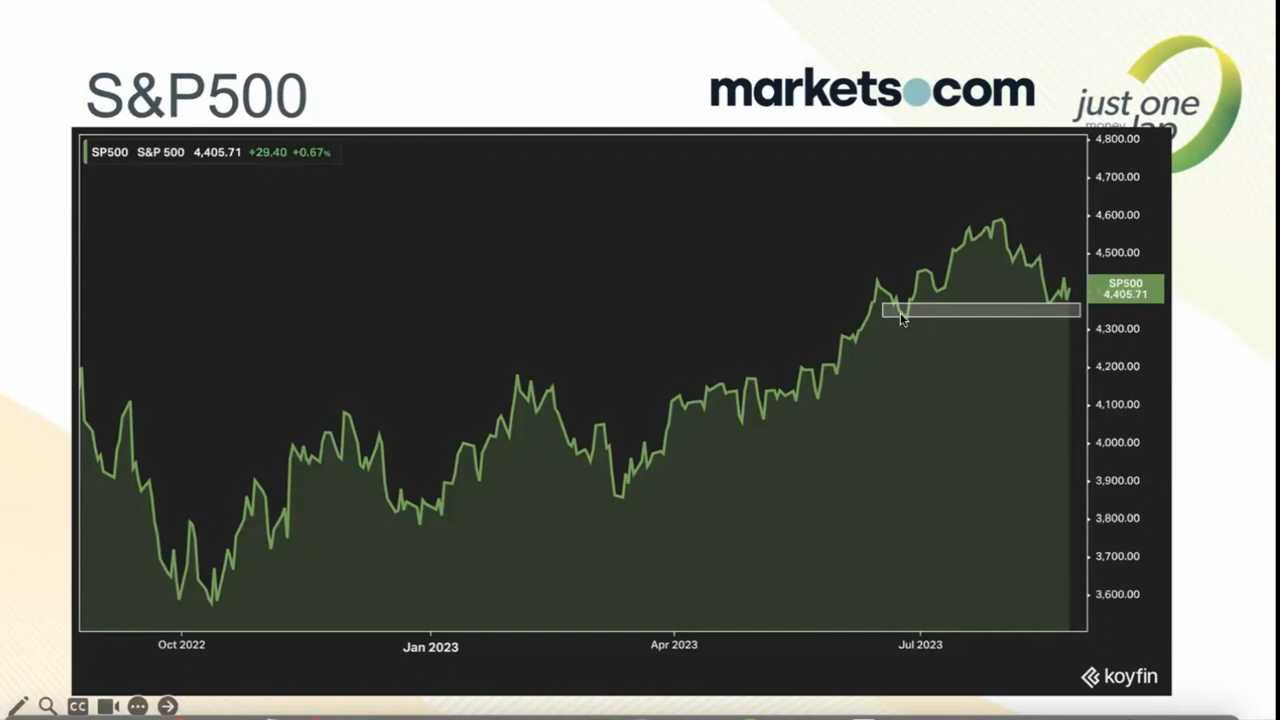 S&P500
markets.com
just one
money lap
SP500 S&P 500 4,405.71 +29.40 +0.67%
4,800.00
4,700.00
4,600.00
4,500.00
SP500
4,405.71
4,300.00
4,200.00
4,100.00
4,000.00
3,900.00
3,800.00
3,700.00
3,600.00
Oct 2022
Jan 2023
Apr 2023
Jul 2023
koyfin
CC